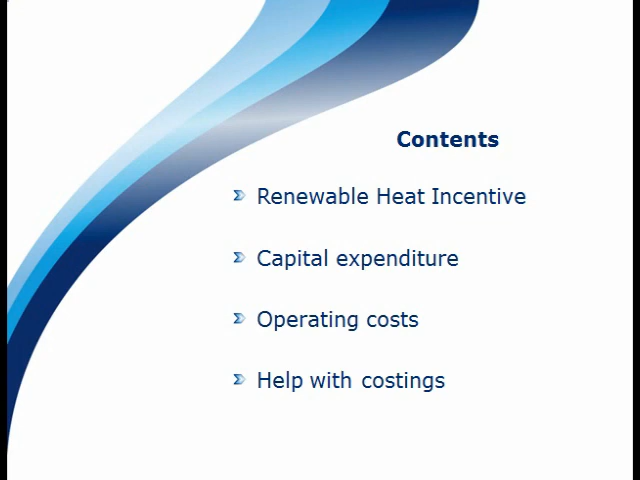 Contents
Renewable Heat Incentive
Capital expenditure
Operating costs
Help with costings